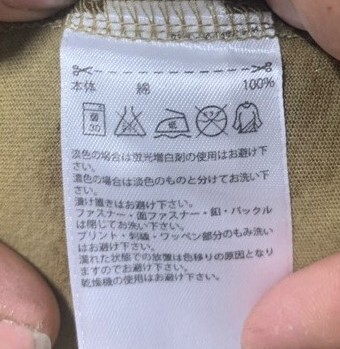 本体 綿 100%
弱
30
低
淡色の場合は蛍光増白剤の使用はお避け下
さい。
濃色の場合は淡色のものと分けてお洗い下
さい。
漬け置きはお避け下さい。
ファスナー・面ファスナー・釦・バックル
は閉じてお洗い下さい。
プリント・刺繍・ワッペン部分のもみ洗い
はお避け下さい。
濡れた状態での放置は色移りの原因となり
ますのでお避け下さい。
乾燥機の使用はお避け下さい。